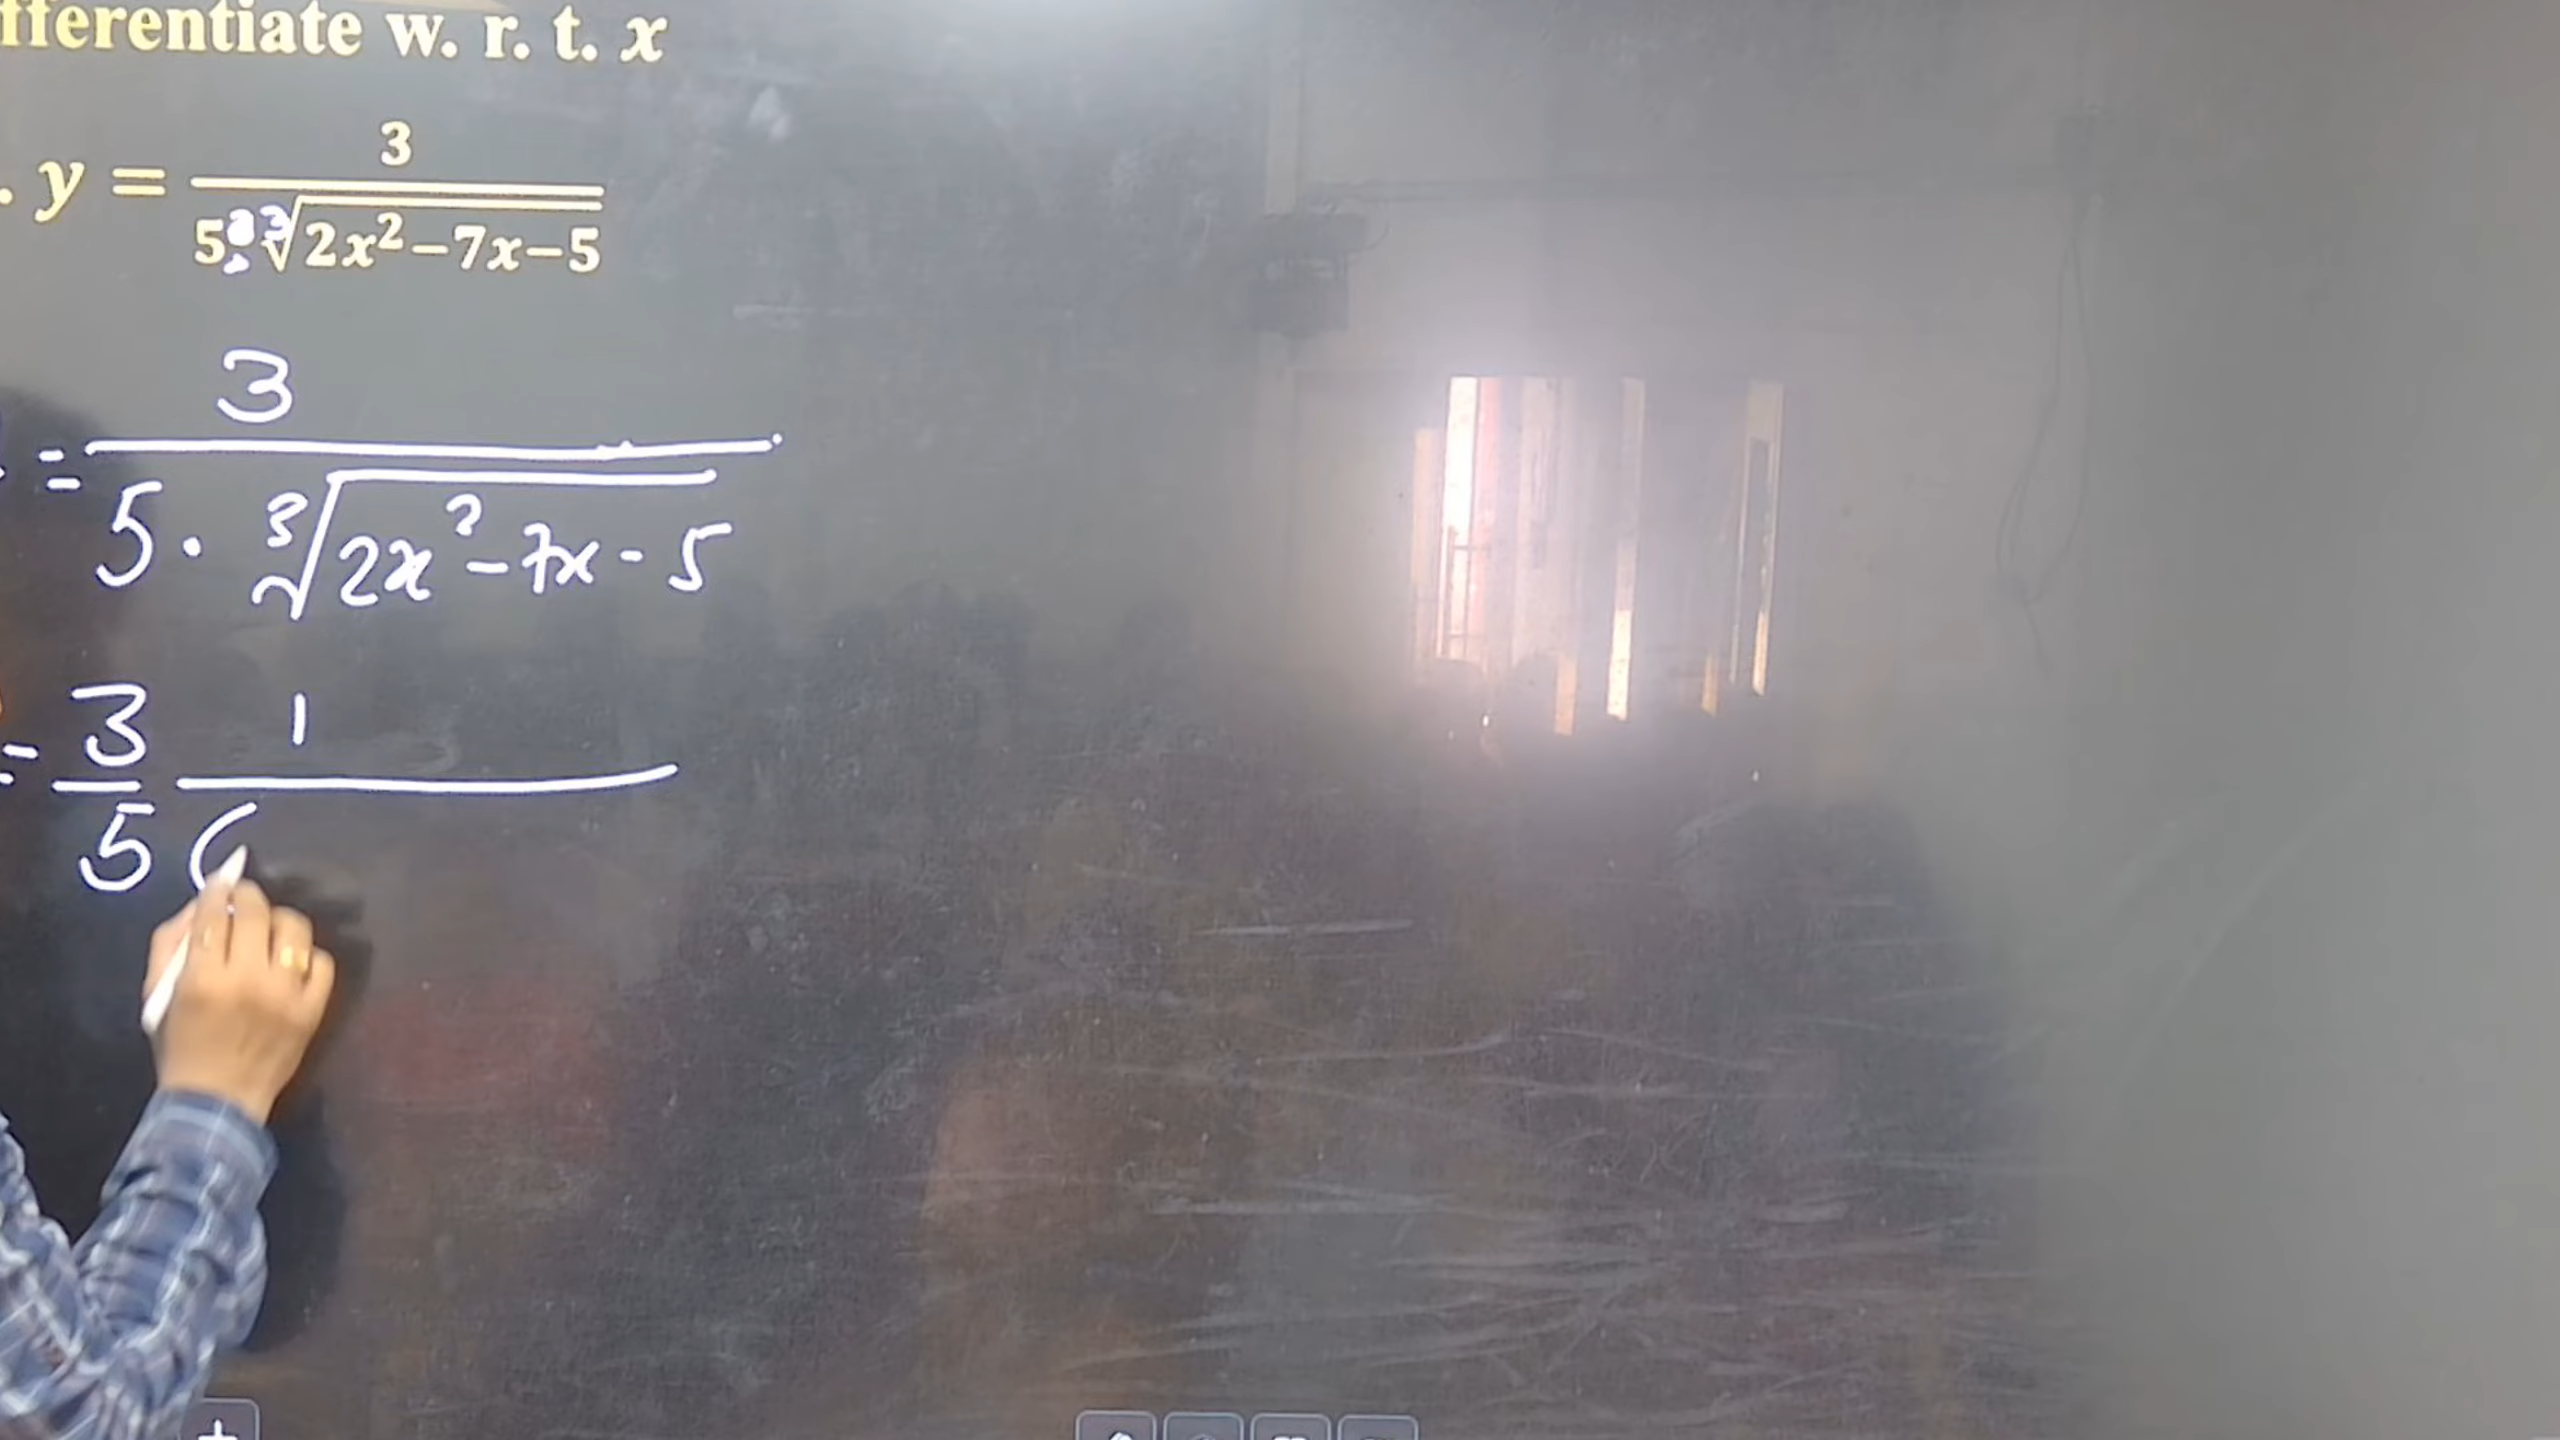 fferentiate w. r. t. x
. y = 3 / 5 ∛(2x² − 7x − 5)
= 3 / 5 · ∛(2x² − 7x − 5)
= 3/5 1/(